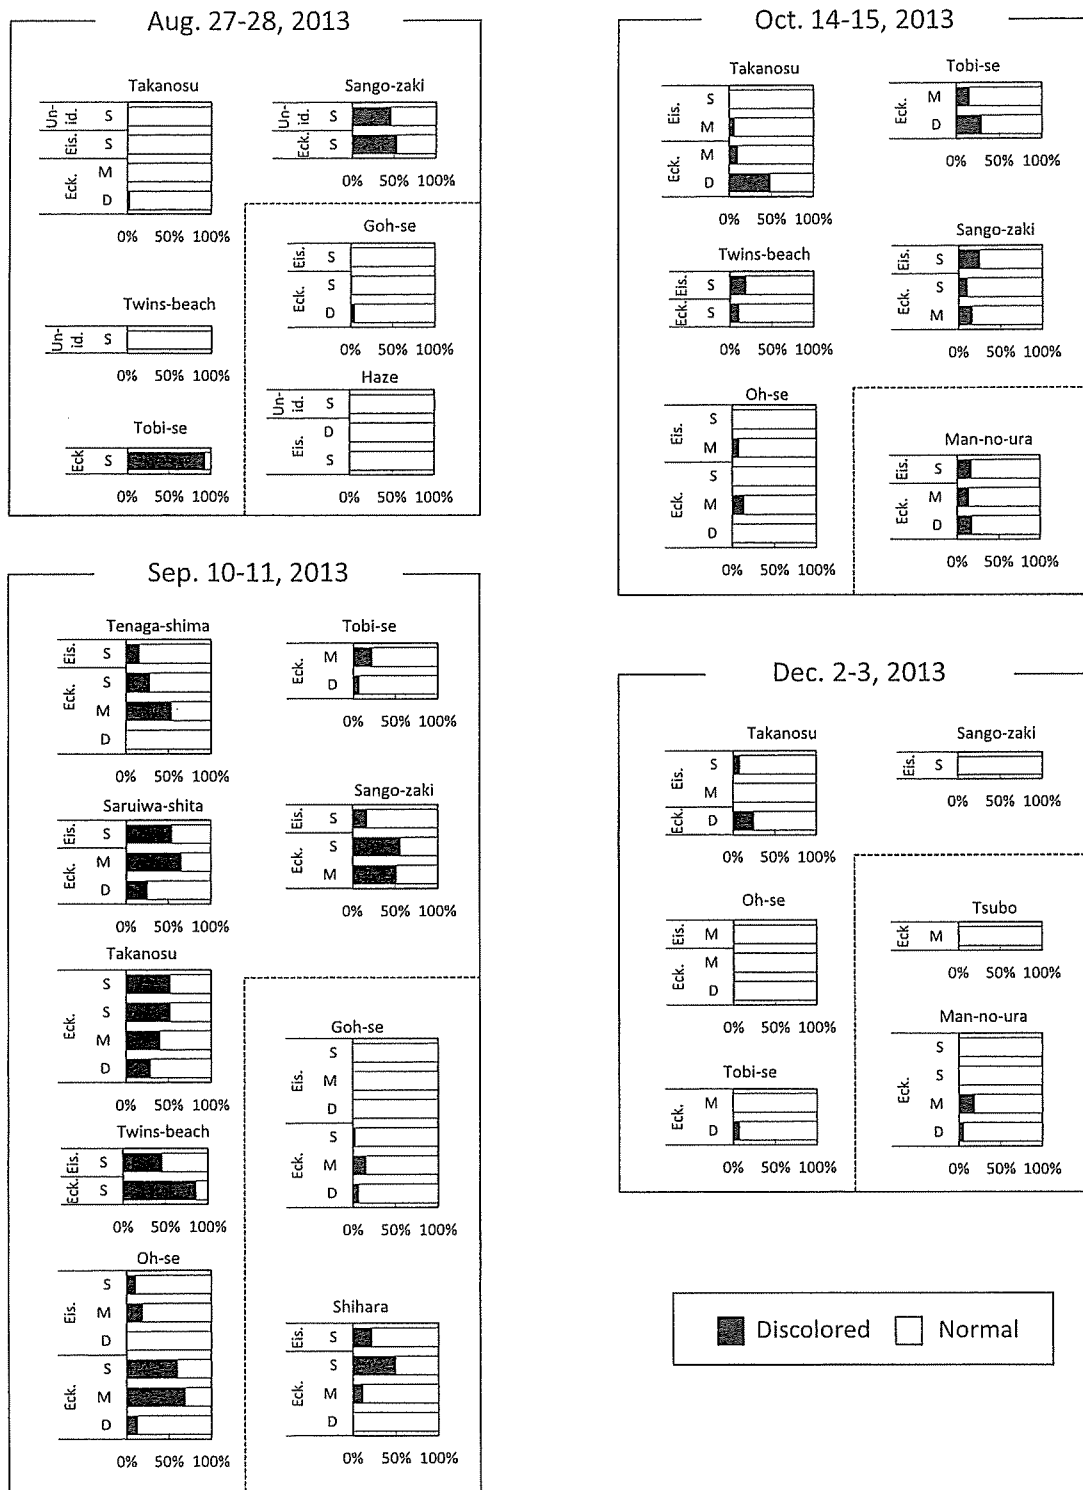 Aug. 27-28, 2013
Takanosu
Un-id. S
Eis. S
Eck. M
D
0% 50% 100%
Sango-zaki
Un-id. S
Eck. S
0% 50% 100%
Twins-beach
Un-id. S
0% 50% 100%
Tobi-se
Eck S
0% 50% 100%
Goh-se
Eis. S
Eck. S
D
0% 50% 100%
Haze
Un-id. S
Eis. D
S
0% 50% 100%
Sep. 10-11, 2013
Tenaga-shima
Eis. S
Eck. S
M
D
0% 50% 100%
Saruiwa-shita
Eis. S
Eck. M
D
0% 50% 100%
Takanosu
Eck. S
S
M
D
0% 50% 100%
Twins-beach
Eis. S
Eck. S
0% 50% 100%
Oh-se
Eis. S
M
D
Eck. S
M
D
0% 50% 100%
Tobi-se
Eck. M
D
0% 50% 100%
Sango-zaki
Eis. S
Eck. S
M
0% 50% 100%
Goh-se
Eis. S
M
D
Eck. S
M
D
0% 50% 100%
Shihara
Eis. S
Eck. S
M
D
0% 50% 100%
Oct. 14-15, 2013
Takanosu
Eis. S
M
Eck. M
D
0% 50% 100%
Twins-beach
Eis. S
Eck. S
0% 50% 100%
Oh-se
Eis. S
M
Eck. S
M
D
0% 50% 100%
Tobi-se
Eck. M
D
0% 50% 100%
Sango-zaki
Eis. S
Eck. S
M
0% 50% 100%
Man-no-ura
Eis. S
Eck. M
D
0% 50% 100%
Dec. 2-3, 2013
Takanosu
Eis. S
M
Eck. D
0% 50% 100%
Oh-se
Eis. M
Eck. M
D
0% 50% 100%
Tobi-se
Eck. M
D
0% 50% 100%
Sango-zaki
Eis. S
0% 50% 100%
Tsubo
Eck M
0% 50% 100%
Man-no-ura
Eck. S
S
M
D
0% 50% 100%
Discolored Normal